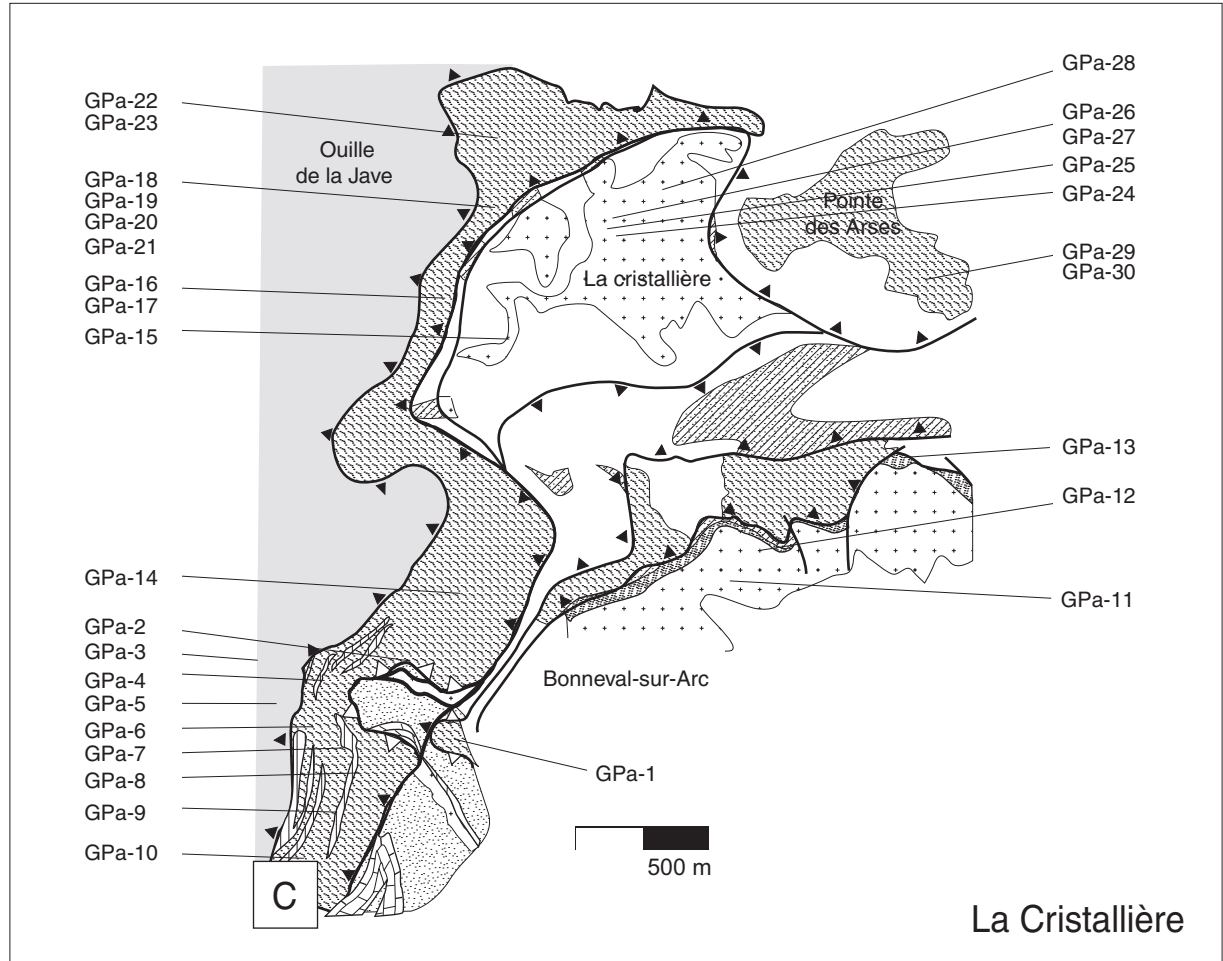 GPa-22
GPa-23
Ouille
de la Jave
GPa-18
GPa-19
GPa-20
GPa-21
GPa-16
GPa-17
GPa-15
GPa-28
GPa-26
GPa-27
GPa-25
GPa-24
Pointe
des Arses
GPa-29
GPa-30
La cristallière
GPa-13
GPa-12
GPa-11
GPa-14
GPa-2
GPa-3
GPa-4
GPa-5
GPa-6
GPa-7
GPa-8
GPa-9
GPa-10
Bonneval-sur-Arc
GPa-1
500 m
C
La Cristallière